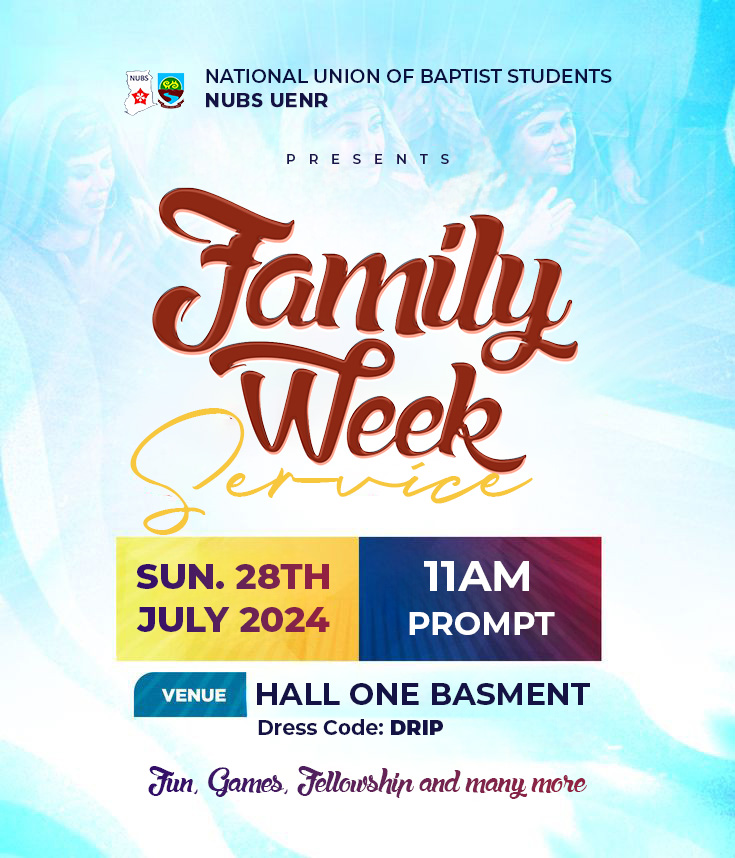 NUBS
NATIONAL UNION OF BAPTIST STUDENTS
NUBS UENR
PRESENTS
Family
Week
Service
SUN. 28TH
JULY 2024
11AM
PROMPT
VENUE
HALL ONE BASMENT
Dress Code: DRIP
Fun, Games, Fellowship and many more